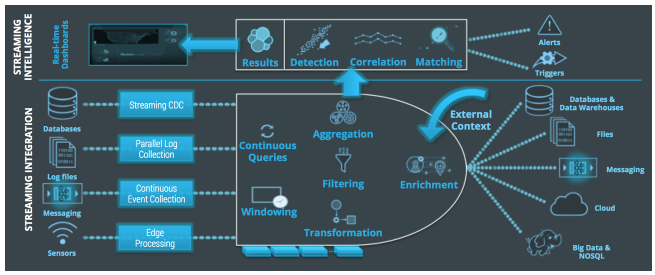 STREAMING
INTELLIGENCE
Real-time
Dashboards
Results
Detection
Correlation
Matching
Alerts
Triggers
STREAMING INTEGRATION
Databases
Log files
Messaging
Sensors
Streaming CDC
Parallel Log
Collection
Continuous
Event Collection
Edge
Processing
Continuous
Queries
Windowing
Aggregation
123
Filtering
Transformation
Enrichment
External
Context
Databases &
Data Warehouses
Files
Messaging
Cloud
Big Data &
NOSQL